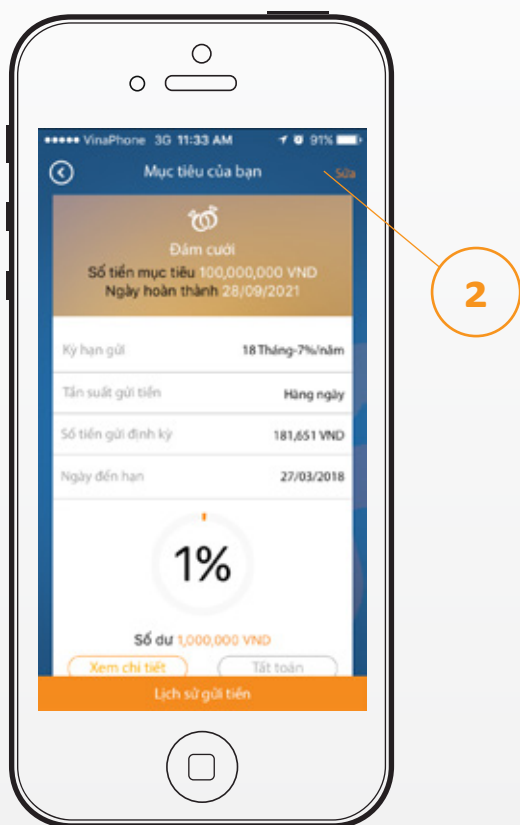 VinaPhone 3G 11:33 AM 91%
Mục tiêu của bạn Sửa
Đám cưới
Số tiền mục tiêu 100,000,000 VND
Ngày hoàn thành 28/09/2021
Kỳ hạn gửi 18 Tháng-7%/năm
Tần suất gửi tiền Hàng ngày
Số tiền gửi định kỳ 181,651 VND
Ngày đến hạn 27/03/2018
1%
Số dư 1,000,000 VND
Xem chi tiết Tất toán
Lịch sử gửi tiền
2